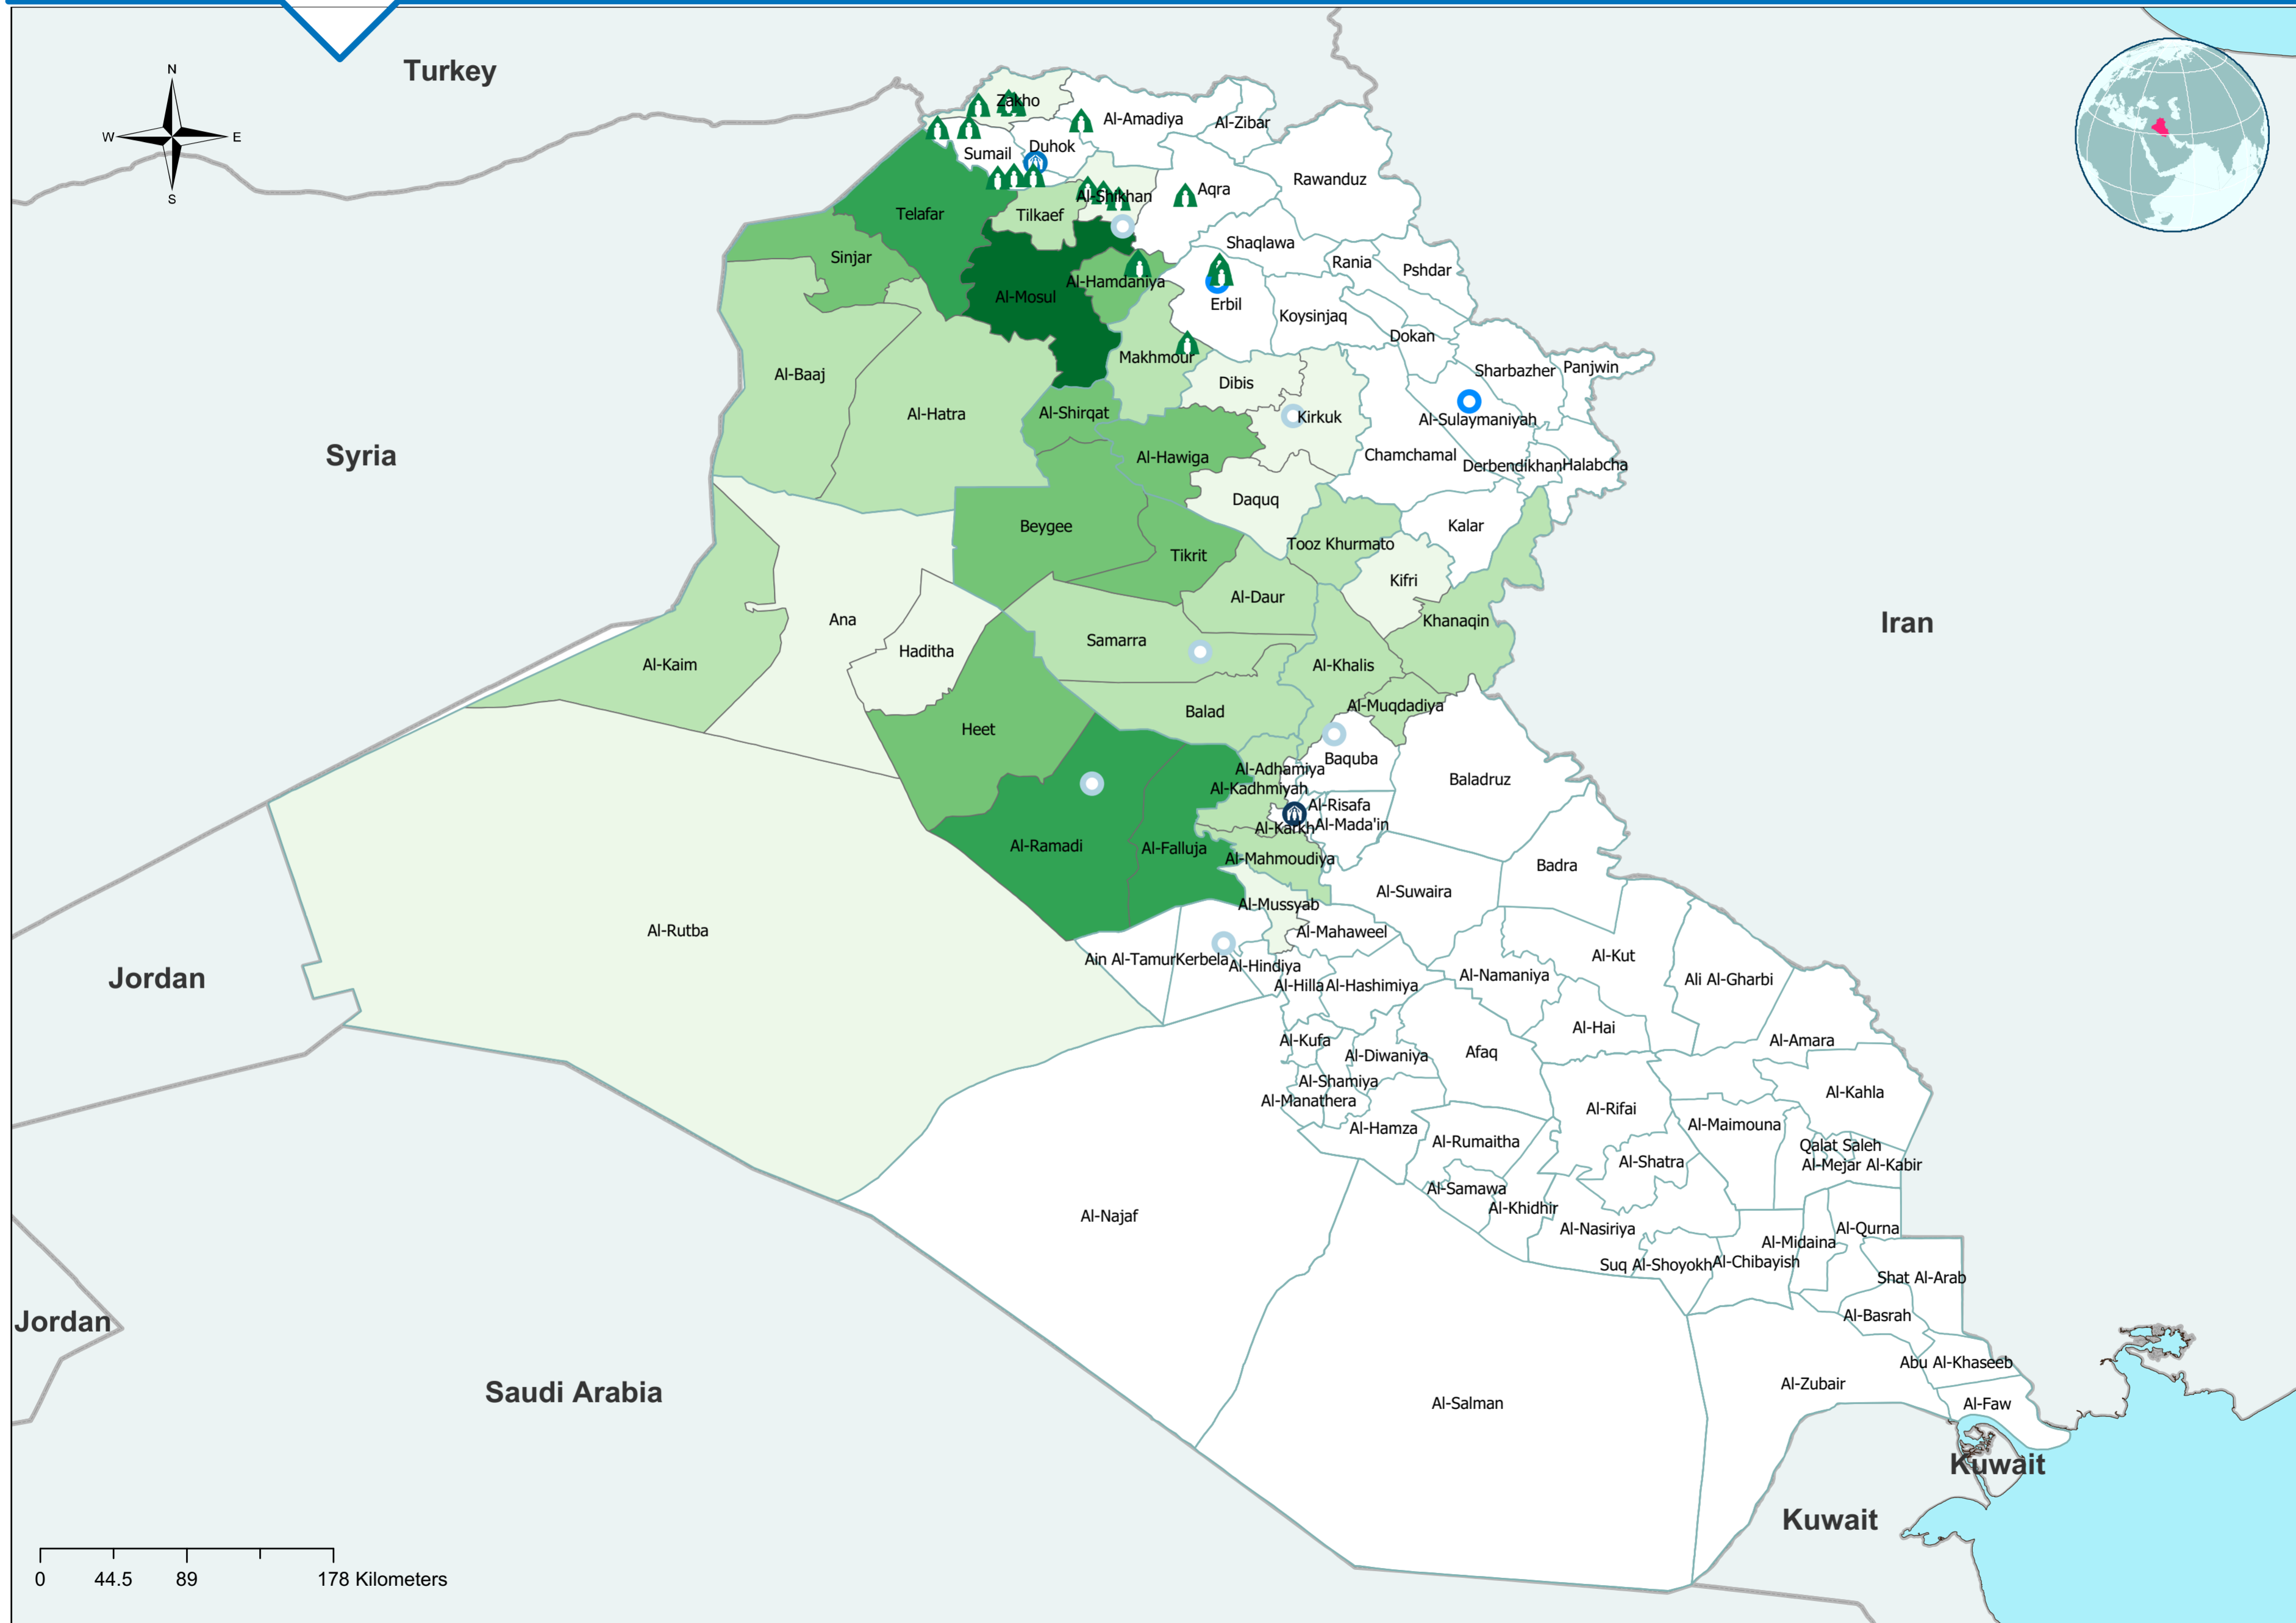 Turkey
N
W
E
S
Zakho
Al-Amadiya
Al-Zibar
Sumail
Duhok
Rawanduz
Al-Shikhan
Aqra
Telafar
Tilkaef
Shaqlawa
Sinjar
Rania
Pshdar
Al-Hamdaniya
Al-Mosul
Erbil
Koysinjaq
Dokan
Makhmour
Sharbazher
Panjwin
Al-Baaj
Dibis
Al-Hatra
Al-Shirqat
Kirkuk
Al-Sulaymaniyah
Syria
Al-Hawiga
Chamchamal
Derbendikhan
Halabcha
Daquq
Beygee
Kalar
Tikrit
Tooz Khurmato
Kifri
Al-Daur
Ana
Khanaqin
Iran
Haditha
Samarra
Al-Kaim
Al-Khalis
Al-Muqdadiya
Balad
Heet
Baquba
Al-Adhamiya
Baladruz
Al-Kadhmiyah
Al-Risafa
Al-Karkh
Al-Mada'in
Al-Ramadi
Al-Falluja
Al-Mahmoudiya
Badra
Al-Suwaira
Al-Mussyab
Al-Rutba
Al-Mahaweel
Ain Al-Tamur
Kerbela
Al-Hindiya
Al-Kut
Jordan
Al-Namaniya
Ali Al-Gharbi
Al-Hilla
Al-Hashimiya
Al-Hai
Al-Kufa
Al-Diwaniya
Afaq
Al-Amara
Al-Shamiya
Al-Kahla
Al-Manathera
Al-Rifai
Al-Hamza
Al-Maimouna
Al-Rumaitha
Qalat Saleh
Al-Shatra
Al-Mejar Al-Kabir
Al-Samawa
Al-Khidhir
Al-Najaf
Al-Nasiriya
Al-Qurna
Al-Midaina
Suq Al-Shoyokh
Al-Chibayish
Shat Al-Arab
Jordan
Al-Basrah
Abu Al-Khaseeb
Saudi Arabia
Al-Zubair
Al-Salman
Al-Faw
Kuwait
Kuwait
0 44.5 89 178 Kilometers